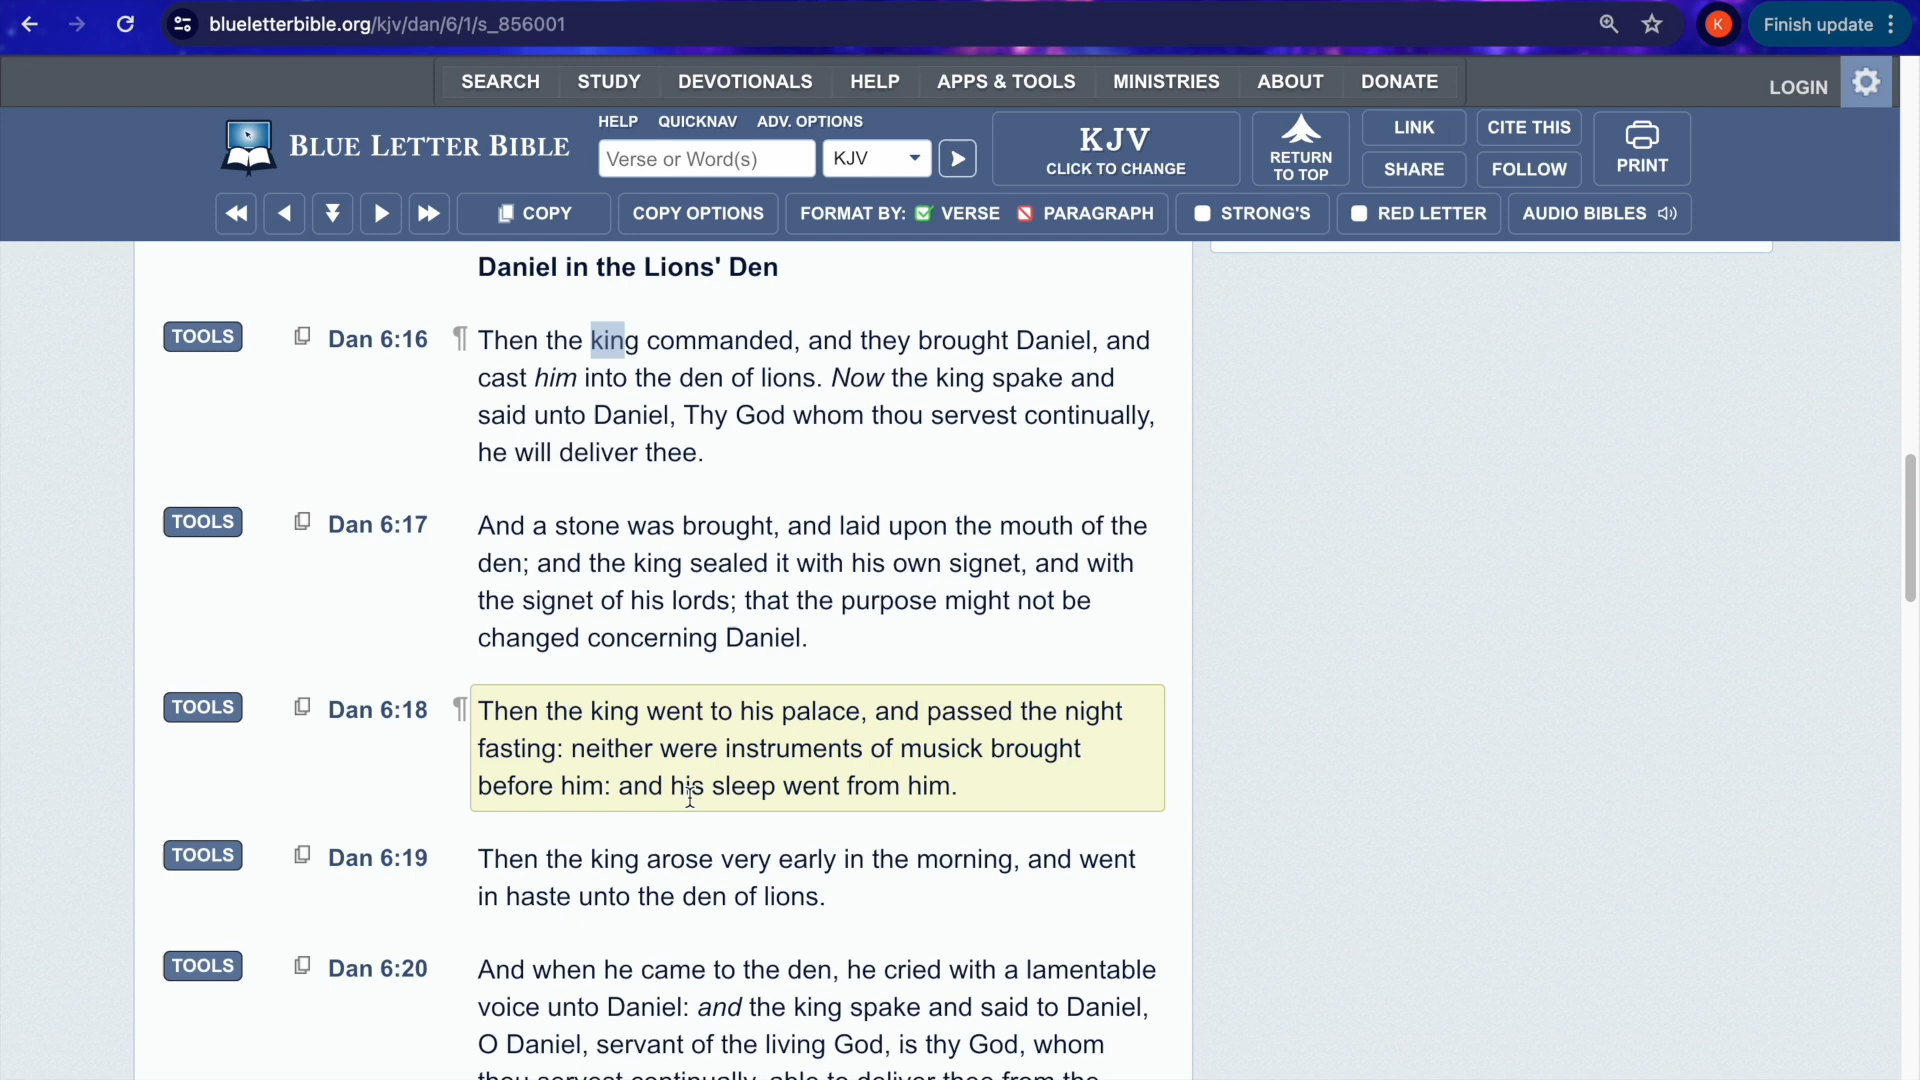 blueletterbible.org/kjv/dan/6/1/s_856001
K
Finish update
SEARCH STUDY DEVOTIONALS HELP APPS & TOOLS MINISTRIES ABOUT DONATE
LOGIN
BLUE LETTER BIBLE
HELP QUICKNAV ADV. OPTIONS
Verse or Word(s) KJV
KJV
CLICK TO CHANGE
RETURN
TO TOP
LINK CITE THIS
SHARE FOLLOW
PRINT
COPY COPY OPTIONS FORMAT BY: VERSE PARAGRAPH STRONG'S RED LETTER AUDIO BIBLES
Daniel in the Lions' Den
TOOLS Dan 6:16 ¶ Then the king commanded, and they brought Daniel, and
cast him into the den of lions. Now the king spake and
said unto Daniel, Thy God whom thou servest continually,
he will deliver thee.
TOOLS Dan 6:17 And a stone was brought, and laid upon the mouth of the
den; and the king sealed it with his own signet, and with
the signet of his lords; that the purpose might not be
changed concerning Daniel.
TOOLS Dan 6:18 ¶ Then the king went to his palace, and passed the night
fasting: neither were instruments of musick brought
before him: and his sleep went from him.
TOOLS Dan 6:19 Then the king arose very early in the morning, and went
in haste unto the den of lions.
TOOLS Dan 6:20 And when he came to the den, he cried with a lamentable
voice unto Daniel: and the king spake and said to Daniel,
O Daniel, servant of the living God, is thy God, whom
thou servest continually, able to deliver thee from the